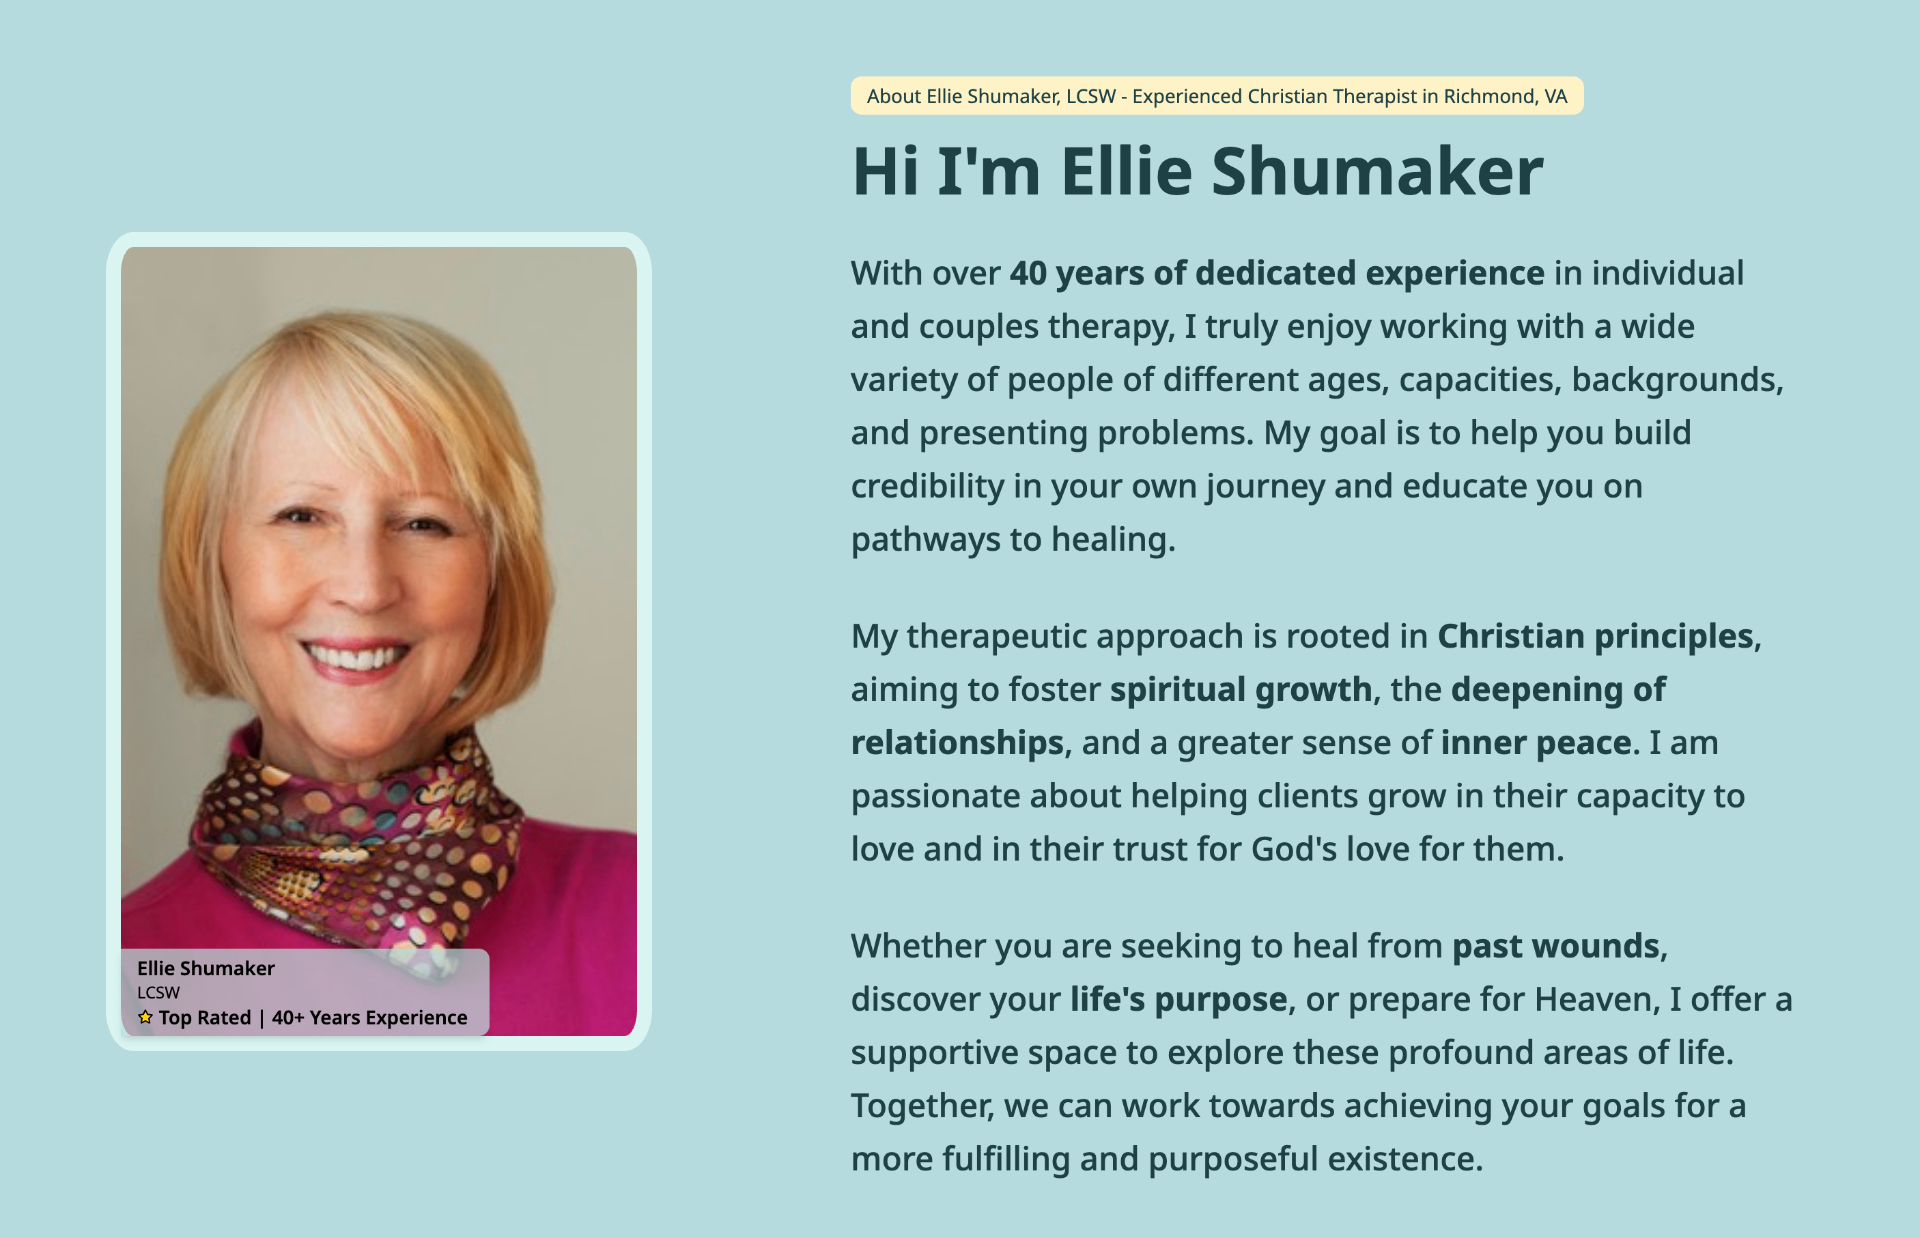 About Ellie Shumaker, LCSW - Experienced Christian Therapist in Richmond, VA
Hi I'm Ellie Shumaker
With over 40 years of dedicated experience in individual
and couples therapy, I truly enjoy working with a wide
variety of people of different ages, capacities, backgrounds,
and presenting problems. My goal is to help you build
credibility in your own journey and educate you on
pathways to healing.
My therapeutic approach is rooted in Christian principles,
aiming to foster spiritual growth, the deepening of
relationships, and a greater sense of inner peace. I am
passionate about helping clients grow in their capacity to
love and in their trust for God's love for them.
Whether you are seeking to heal from past wounds,
discover your life's purpose, or prepare for Heaven, I offer a
supportive space to explore these profound areas of life.
Together, we can work towards achieving your goals for a
more fulfilling and purposeful existence.
Ellie Shumaker
LCSW
Top Rated | 40+ Years Experience